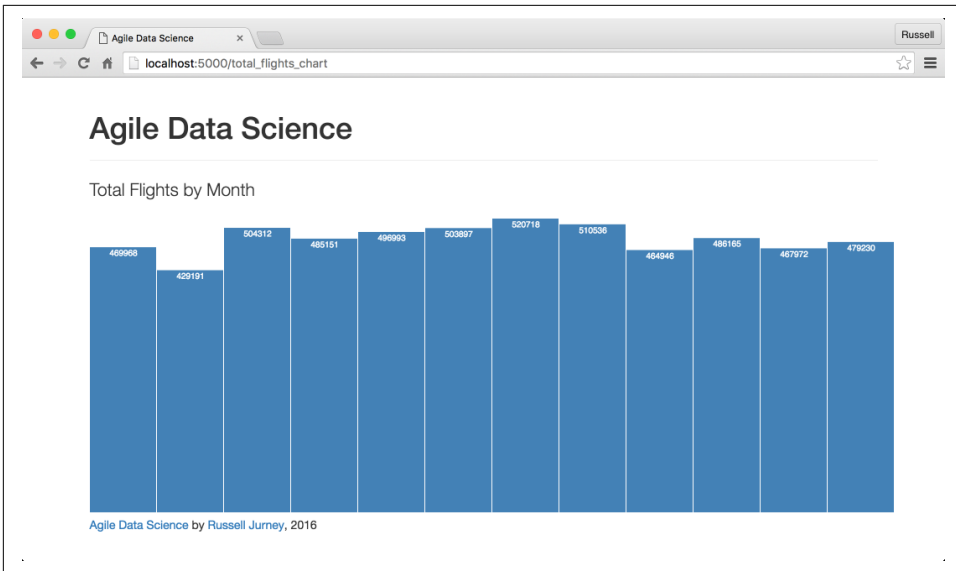 Agile Data Science ×
Russell
localhost:5000/total_flights_chart
Agile Data Science
Total Flights by Month
469968 429191 504312 485151 496993 503897 520718 510536 464946 486165 467972 479230
Agile Data Science by Russell Jurney, 2016